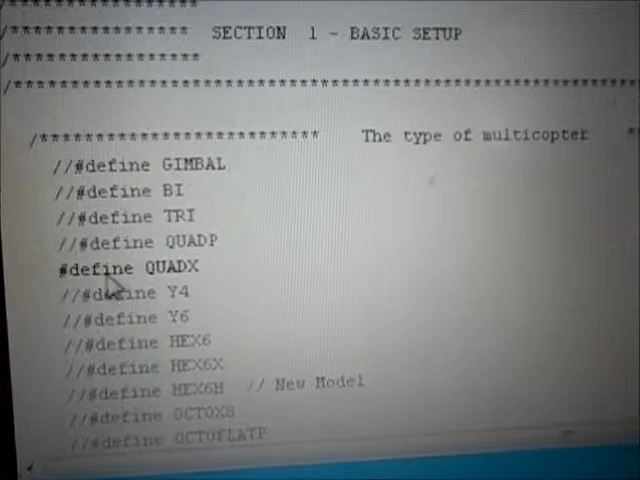 /****************
/****************   SECTION  1 - BASIC SETUP
/****************
/*****************************************************************
/*************************    The type of multicopter    *
//#define GIMBAL
//#define BI
//#define TRI
//#define QUADP
#define QUADX
//#define Y4
//#define Y6
//#define HEX6
//#define HEX6X
//#define HEX6H  // New Model
//#define OCTOX8
//#define OCTOFLATP